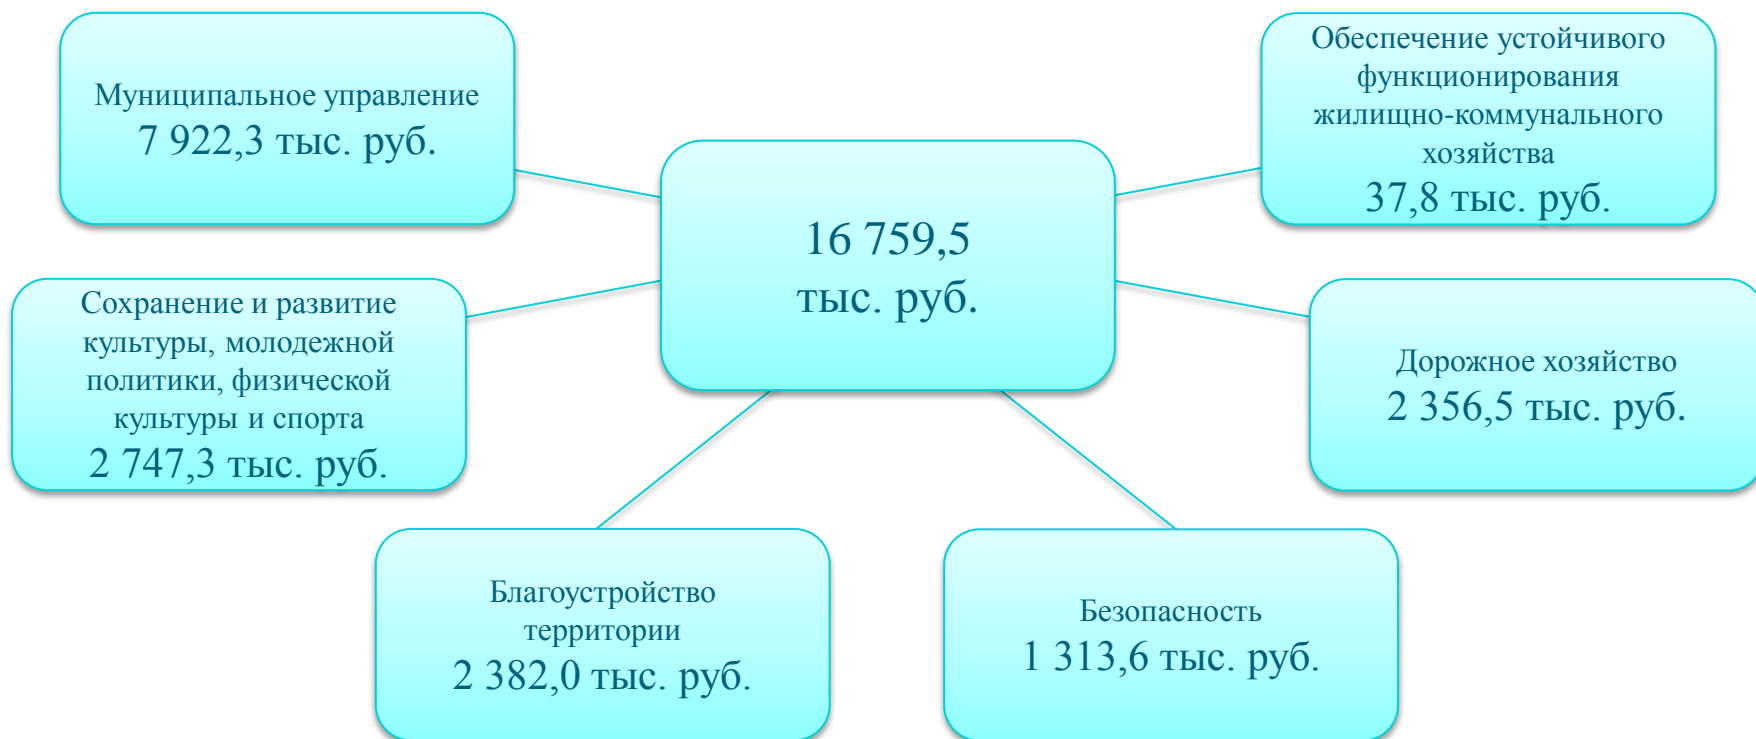 Муниципальное управление
7 922,3 тыс. руб.
Обеспечение устойчивого
функционирования
жилищно-коммунального
хозяйства
37,8 тыс. руб.
16 759,5
тыс. руб.
Сохранение и развитие
культуры, молодежной
политики, физической
культуры и спорта
2 747,3 тыс. руб.
Дорожное хозяйство
2 356,5 тыс. руб.
Благоустройство
территории
2 382,0 тыс. руб.
Безопасность
1 313,6 тыс. руб.